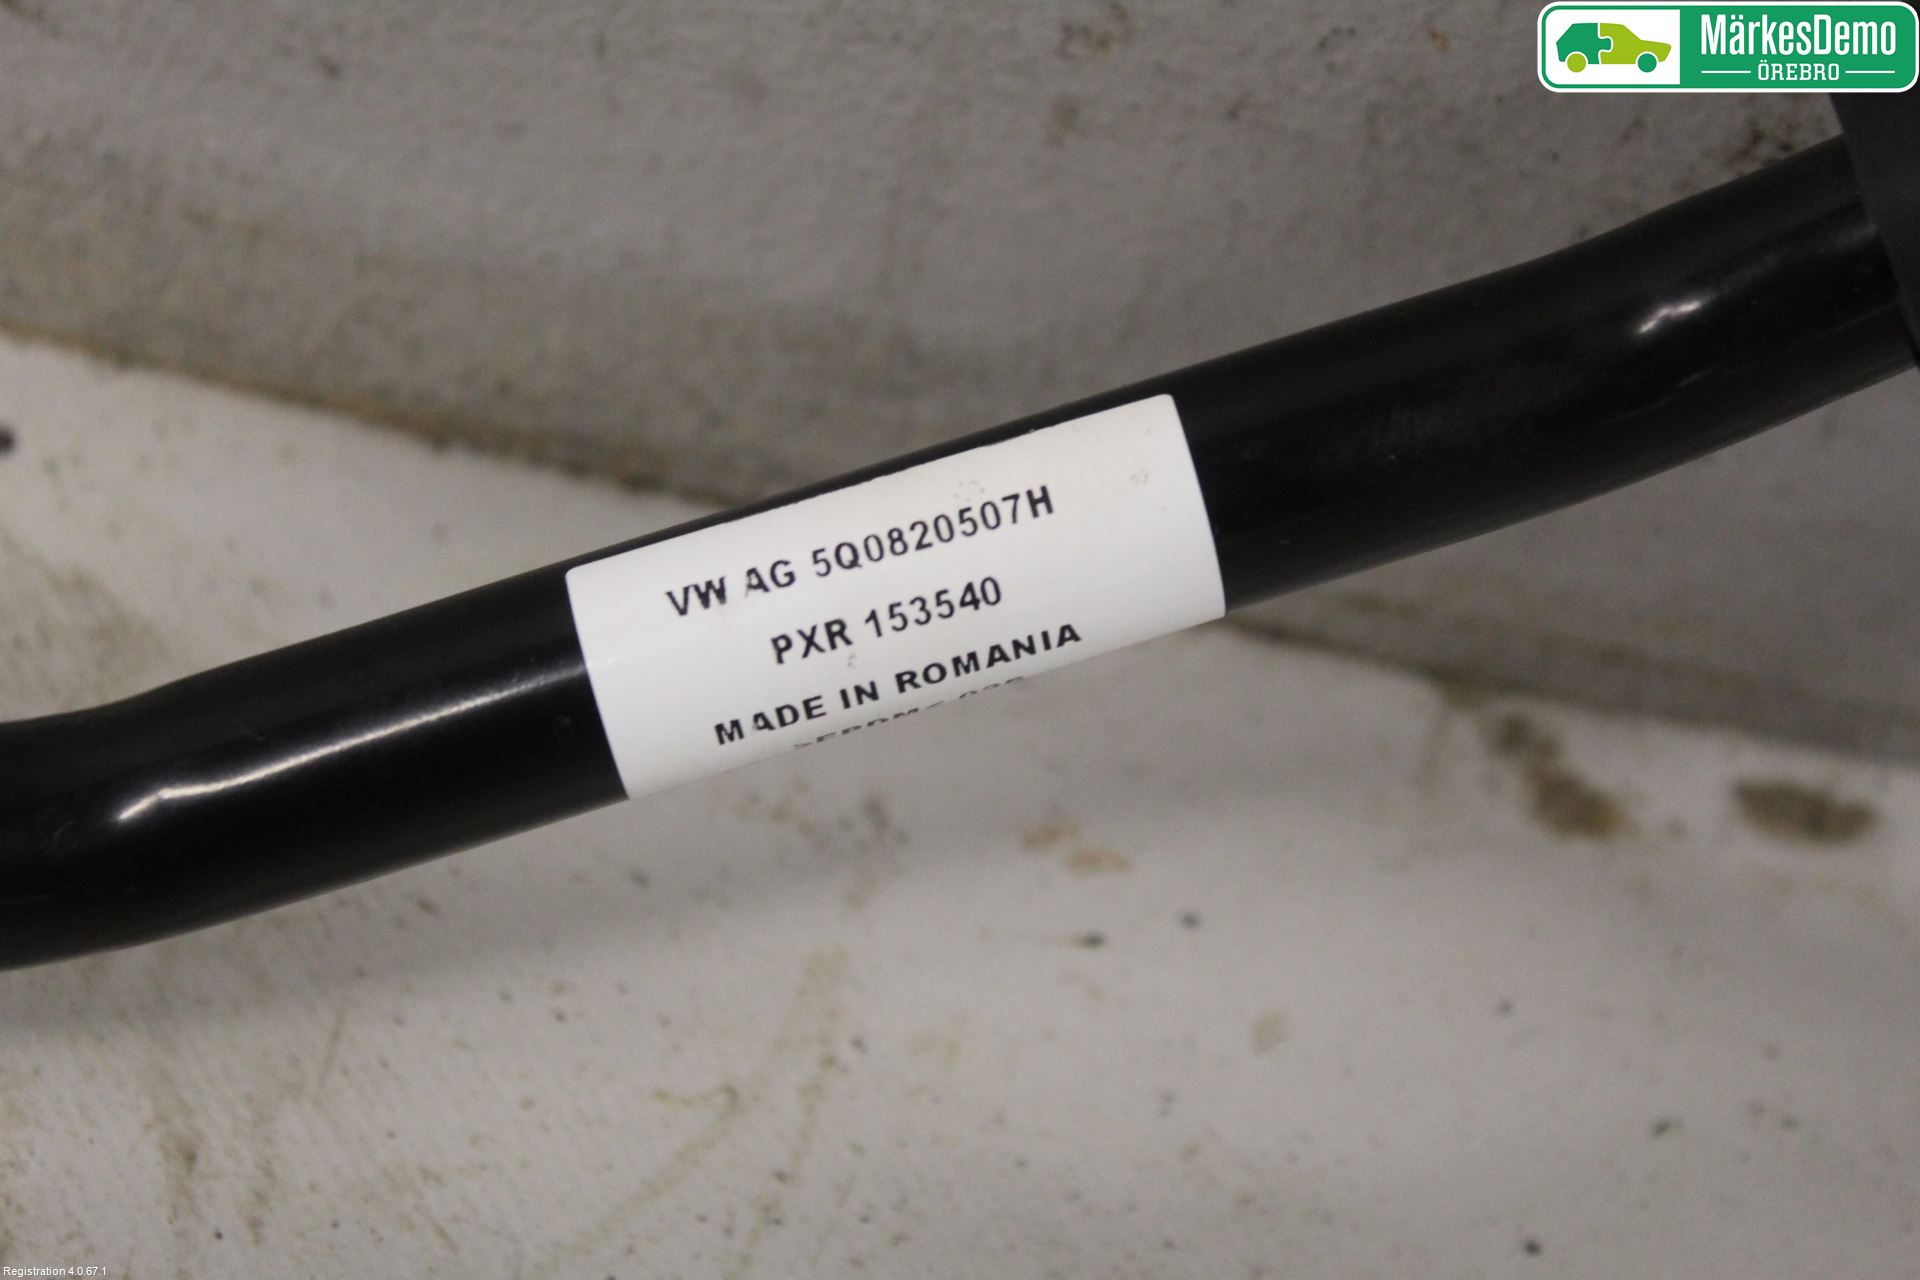 MärkesDemo
ÖREBRO
VW AG 5Q0820507H
PXR 153540
MADE IN ROMANIA
Registration 4.0.67.1